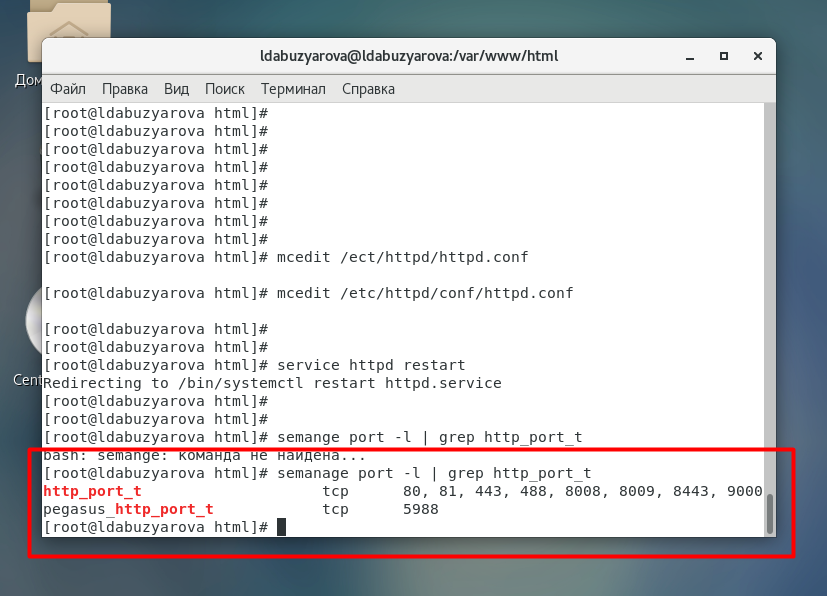 ldabuzyarova@ldabuzyarova:/var/www/html
Дом
Файл Правка Вид Поиск Терминал Справка
[root@ldabuzyarova html]#
[root@ldabuzyarova html]#
[root@ldabuzyarova html]#
[root@ldabuzyarova html]#
[root@ldabuzyarova html]#
[root@ldabuzyarova html]#
[root@ldabuzyarova html]#
[root@ldabuzyarova html]#
[root@ldabuzyarova html]# mcedit /ect/httpd/httpd.conf
[root@ldabuzyarova html]# mcedit /etc/httpd/conf/httpd.conf
[root@ldabuzyarova html]#
[root@ldabuzyarova html]#
[root@ldabuzyarova html]# service httpd restart
Cent
Redirecting to /bin/systemctl restart httpd.service
[root@ldabuzyarova html]#
[root@ldabuzyarova html]#
[root@ldabuzyarova html]# semange port -l | grep http_port_t
bash: semange: команда не найдена...
[root@ldabuzyarova html]# semanage port -l | grep http_port_t
http_port_t tcp 80, 81, 443, 488, 8008, 8009, 8443, 9000
pegasus_http_port_t tcp 5988
[root@ldabuzyarova html]#